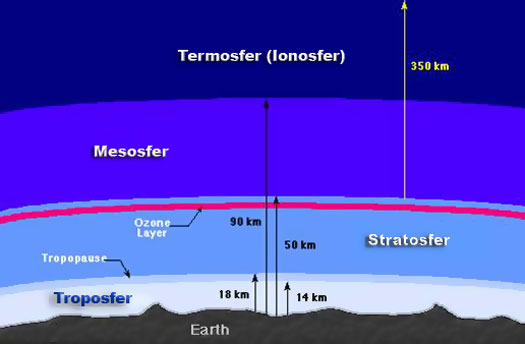 Termosfer (Ionosfer)
350 km
Mesosfer
Ozone
Layer
90 km
50 km
Stratosfer
Tropopause
Troposfer
18 km
14 km
Earth